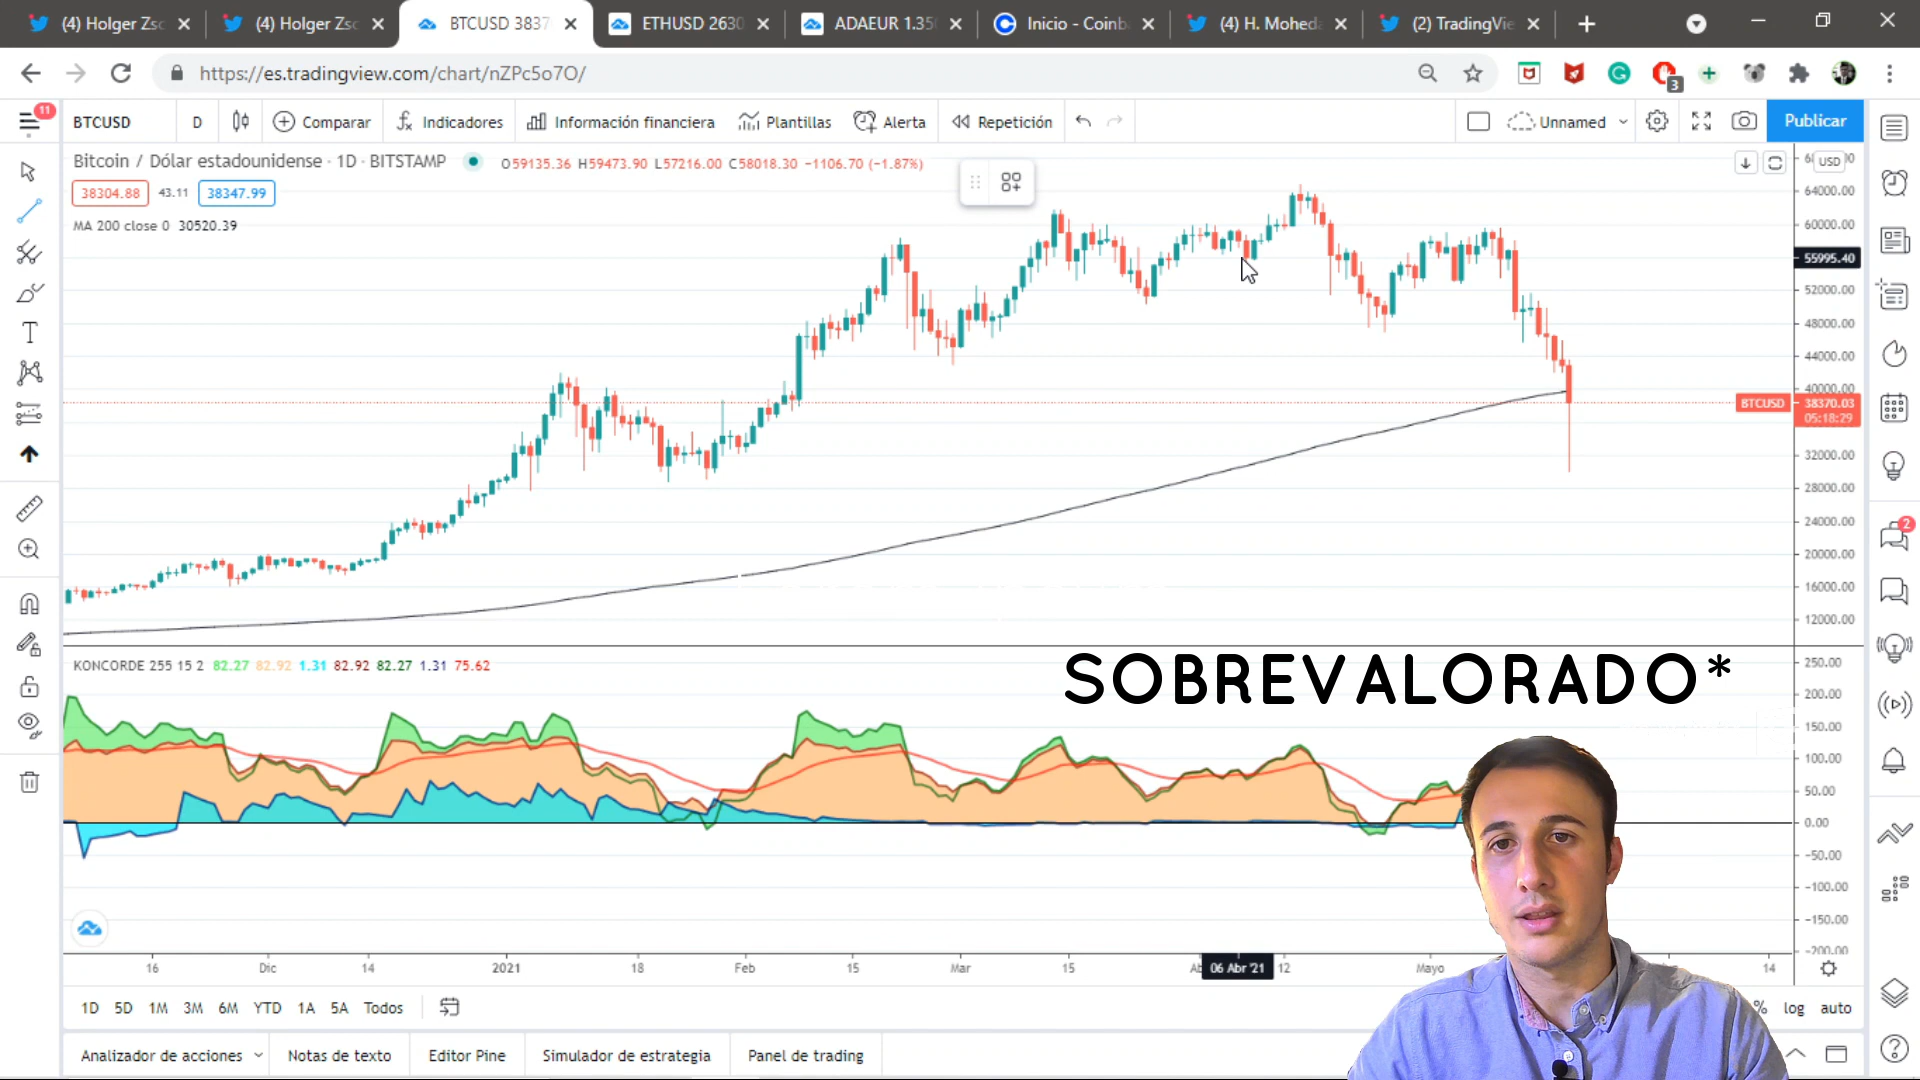 (4) Holger Zsc
(4) Holger Zsc
BTCUSD 3837
ETHUSD 2630
ADAEUR 1.35
Inicio - Coinb
(4) H. Moheda
(2) TradingVie
https://es.tradingview.com/chart/nZPc5o7O/
3
11
BTCUSD
D
Comparar
Indicadores
Información financiera
Plantillas
Alerta
Repetición
Unnamed
Publicar
Bitcoin / Dólar estadounidense · 1D · BITSTAMP
O59135.36 H59473.90 L57216.00 C58018.30 −1106.70 (−1.87%)
38304.88
43.11
38347.99
MA 200 close 0 30520.39
USD
64000.00
60000.00
55995.40
52000.00
48000.00
44000.00
40000.00
BTCUSD
38370.03
05:18:29
32000.00
28000.00
24000.00
20000.00
16000.00
12000.00
2
KONCORDE 255 15 2 82.27 82.92 1.31 82.92 82.27 1.31 75.62
SOBREVALORADO*
250.00
200.00
150.00
100.00
50.00
0.00
−50.00
−100.00
−150.00
−200.00
16
Dic
14
2021
18
Feb
15
Mar
15
06 Abr '21
12
Mayo
14
1D
5D
1M
3M
6M
YTD
1A
5A
Todos
%
log
auto
Analizador de acciones
Notas de texto
Editor Pine
Simulador de estrategia
Panel de trading